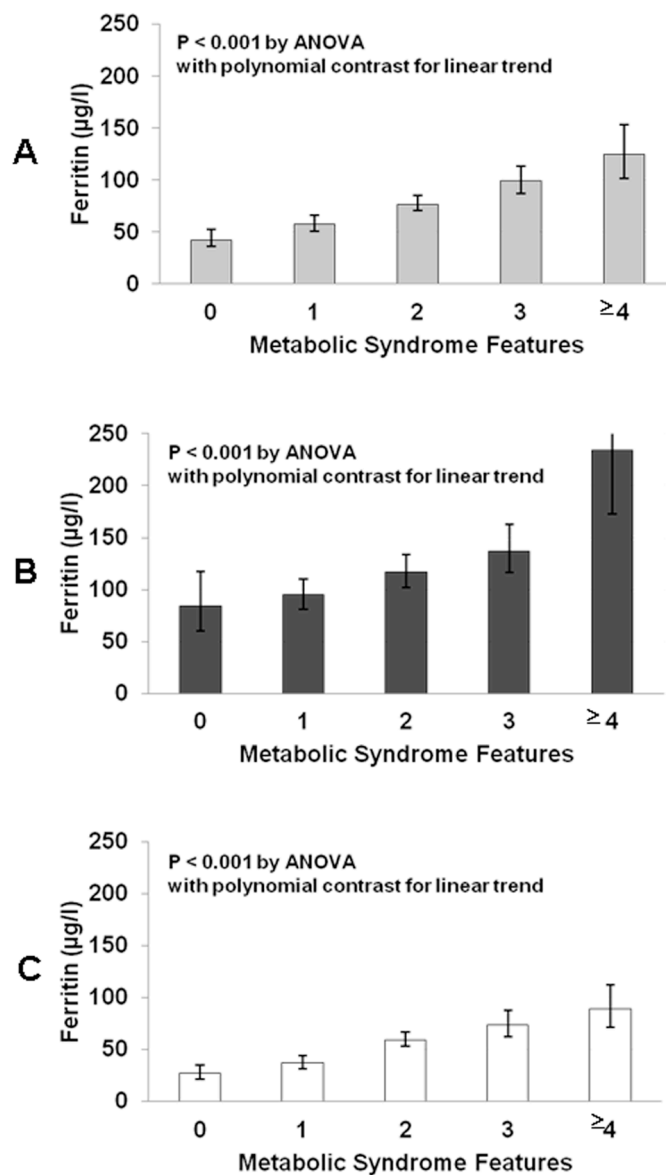 P < 0.001 by ANOVA
with polynomial contrast for linear trend
250
200
150
100
50
0
Ferritin (µg/l)
A
0 1 2 3 ≥4
Metabolic Syndrome Features
P < 0.001 by ANOVA
with polynomial contrast for linear trend
250
200
150
100
50
0
Ferritin (µg/l)
B
0 1 2 3 ≥4
Metabolic Syndrome Features
P < 0.001 by ANOVA
with polynomial contrast for linear trend
250
200
150
100
50
0
Ferritin (µg/l)
C
0 1 2 3 ≥4
Metabolic Syndrome Features